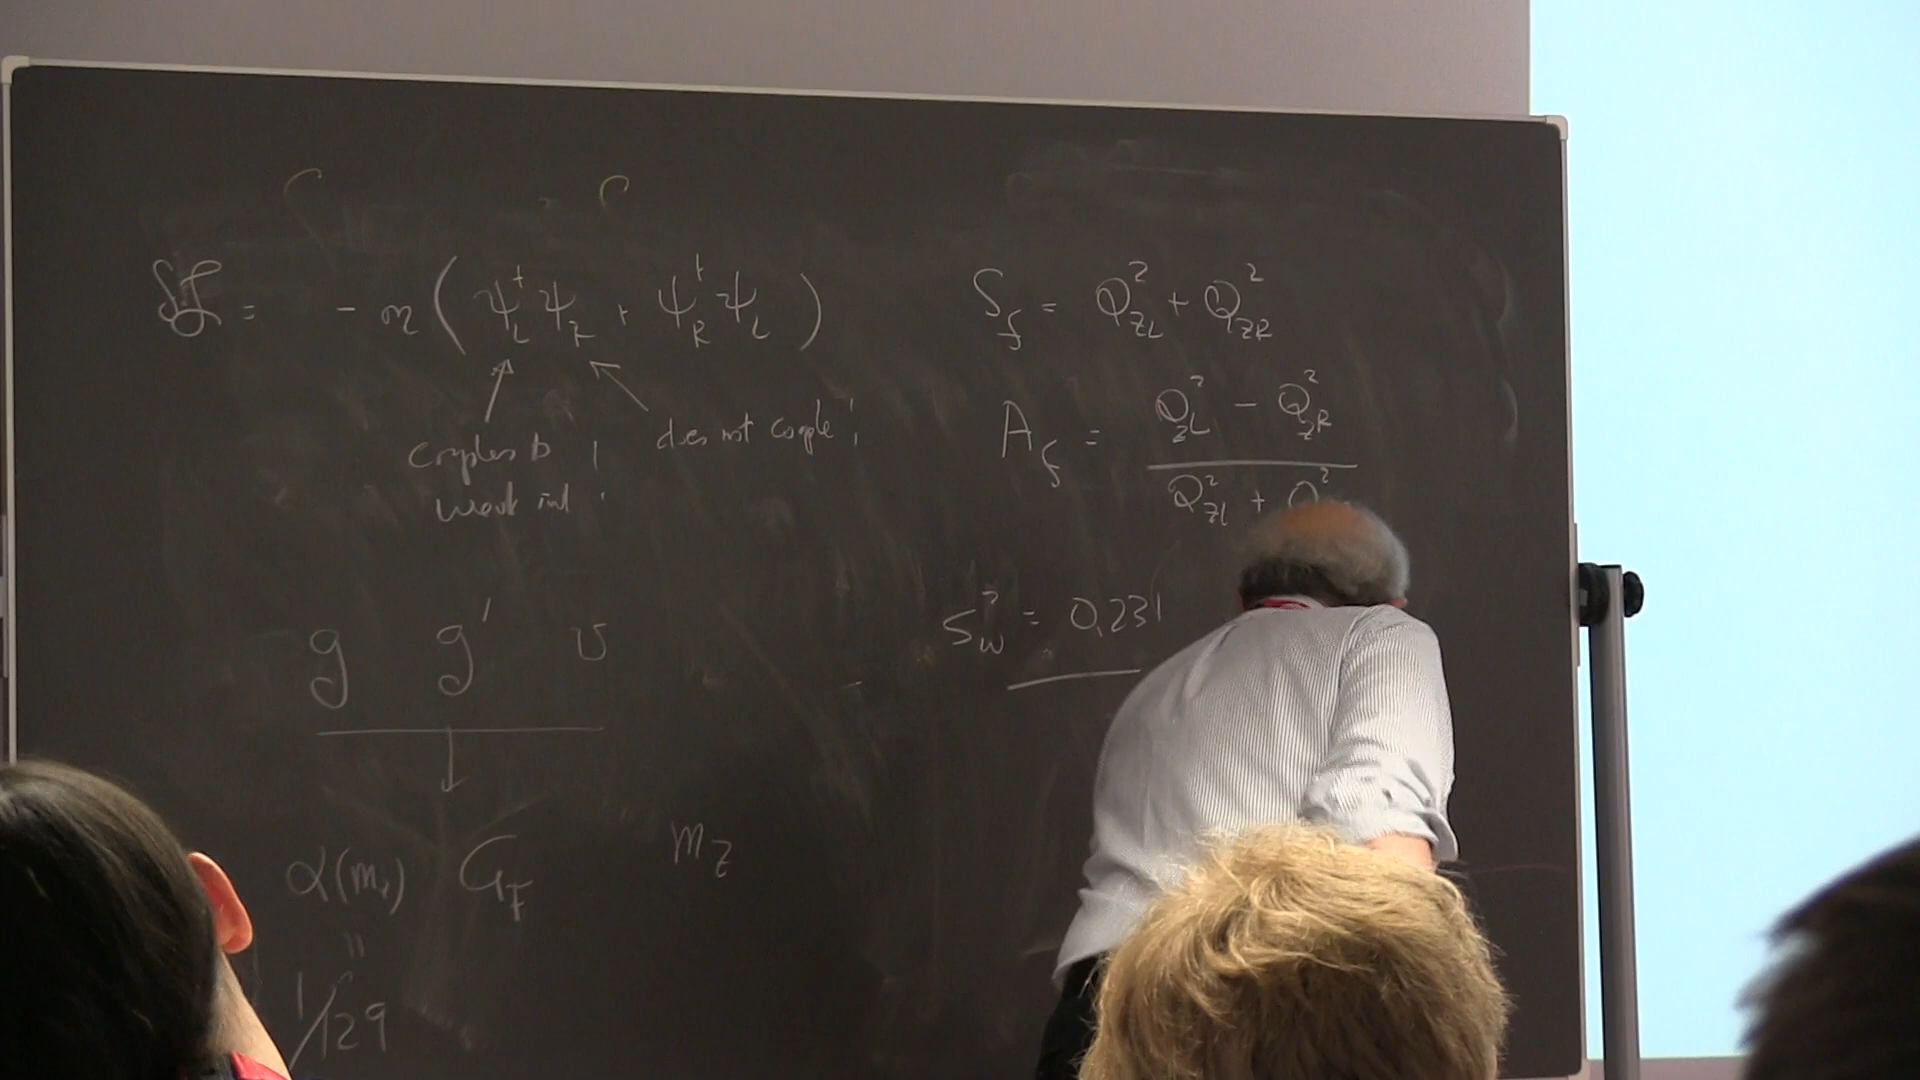 δℒ = - m ( ψ_L^† ψ_R + ψ_R^† ψ_L )
couples to
weak int !
does not couple !
g g' v
α(m_Z) G_F m_Z
"
1/129
S_f = Q_ZL^2 + Q_ZR^2
A_f = Q_ZL^2 - Q_ZR^2
Q_ZL^2 + Q^2
s_w^2 = 0,231